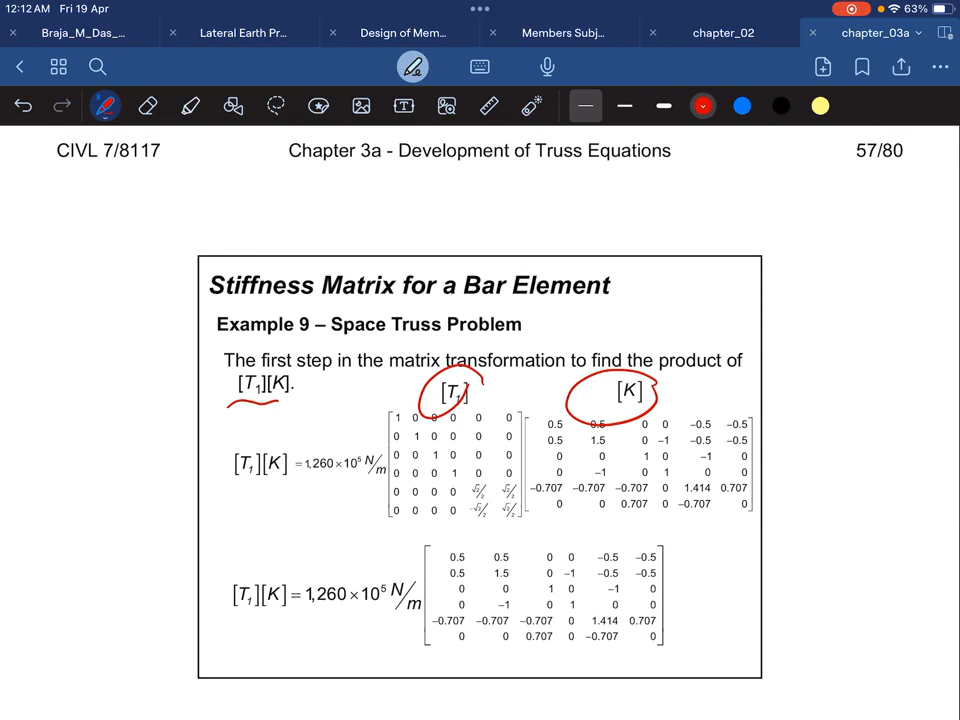 12:12 AM Fri 19 Apr 63%
Braja_M_Das_… Lateral Earth Pr… Design of Mem… Members Subj… chapter_02 chapter_03a
CIVL 7/8117 Chapter 3a - Development of Truss Equations 57/80
Stiffness Matrix for a Bar Element
Example 9 – Space Truss Problem
The first step in the matrix transformation to find the product of
[T₁][K].
[T₁] [K]
1 0 0 0 0 0 0.5 0.5 0 0 −0.5 −0.5
0 1 0 0 0 0 0.5 1.5 0 −1 −0.5 −0.5
0 0 1 0 0 0 0 0 1 0 −1 0
[T₁][K] = 1,260 × 10⁵ N/m
0 0 0 1 0 0 0 −1 0 1 0 0
0 0 0 0 √2/2 √2/2 −0.707 −0.707 −0.707 0 1.414 0.707
0 0 0 0 −√2/2 √2/2 0 0 0.707 0 −0.707 0
0.5 0.5 0 0 −0.5 −0.5
0.5 1.5 0 −1 −0.5 −0.5
0 0 1 0 −1 0
[T₁][K] = 1,260 × 10⁵ N/m
0 −1 0 1 0 0
−0.707 −0.707 −0.707 0 1.414 0.707
0 0 0.707 0 −0.707 0